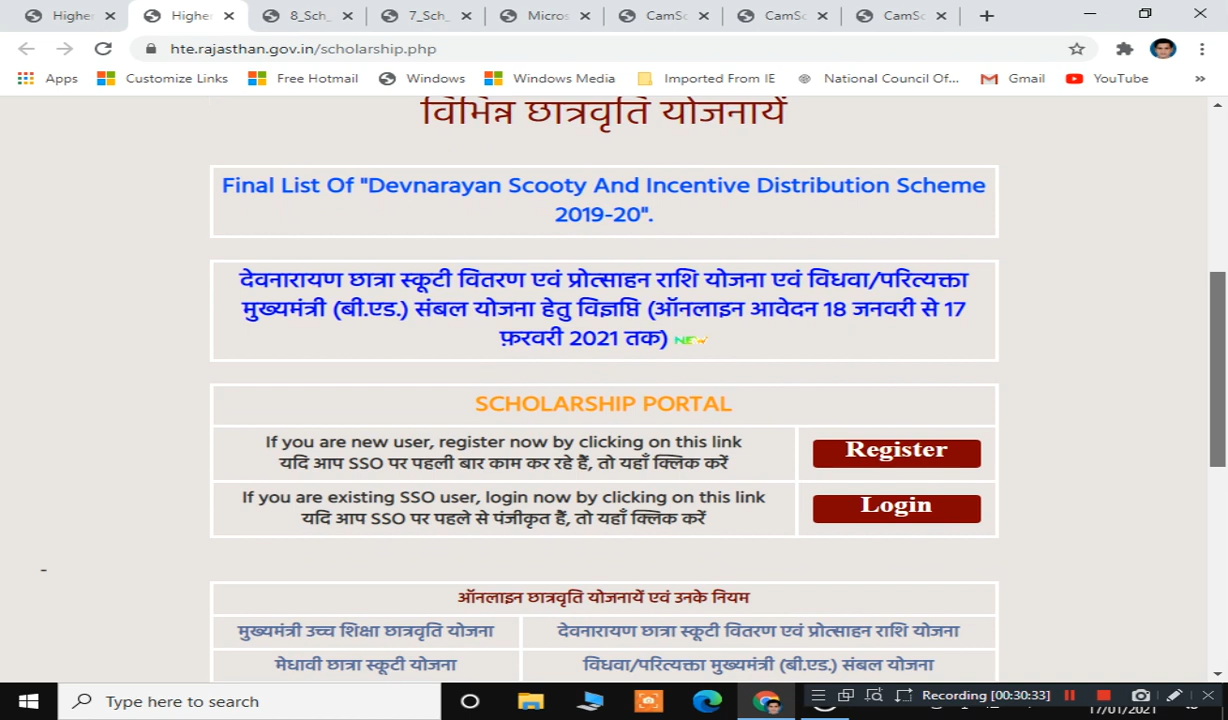 Higher
Higher
8_Sch_
7_Sch_
Micros
CamSc
CamSc
CamSc
hte.rajasthan.gov.in/scholarship.php
Apps
Customize Links
Free Hotmail
Windows
Windows Media
Imported From IE
National Council Of...
Gmail
YouTube
»
विभिन्न छात्रवृति योजनायें
Final List Of "Devnarayan Scooty And Incentive Distribution Scheme
2019-20".
देवनारायण छात्रा स्कूटी वितरण एवं प्रोत्साहन राशि योजना एवं विधवा/परित्यक्ता
मुख्यमंत्री (बी.एड.) संबल योजना हेतु विज्ञप्ति (ऑनलाइन आवेदन 18 जनवरी से 17
फ़रवरी 2021 तक) NEW
SCHOLARSHIP PORTAL
If you are new user, register now by clicking on this link
यदि आप SSO पर पहली बार काम कर रहे हैं, तो यहाँ क्लिक करें
Register
If you are existing SSO user, login now by clicking on this link
यदि आप SSO पर पहले से पंजीकृत हैं, तो यहाँ क्लिक करें
Login
-
ऑनलाइन छात्रवृति योजनायें एवं उनके नियम
मुख्यमंत्री उच्च शिक्षा छात्रवृति योजना
देवनारायण छात्रा स्कूटी वितरण एवं प्रोत्साहन राशि योजना
मेधावी छात्रा स्कूटी योजना
विधवा/परित्यक्ता मुख्यमंत्री (बी.एड.) संबल योजना
Type here to search
Recording [00:30:33]
17/01/2021